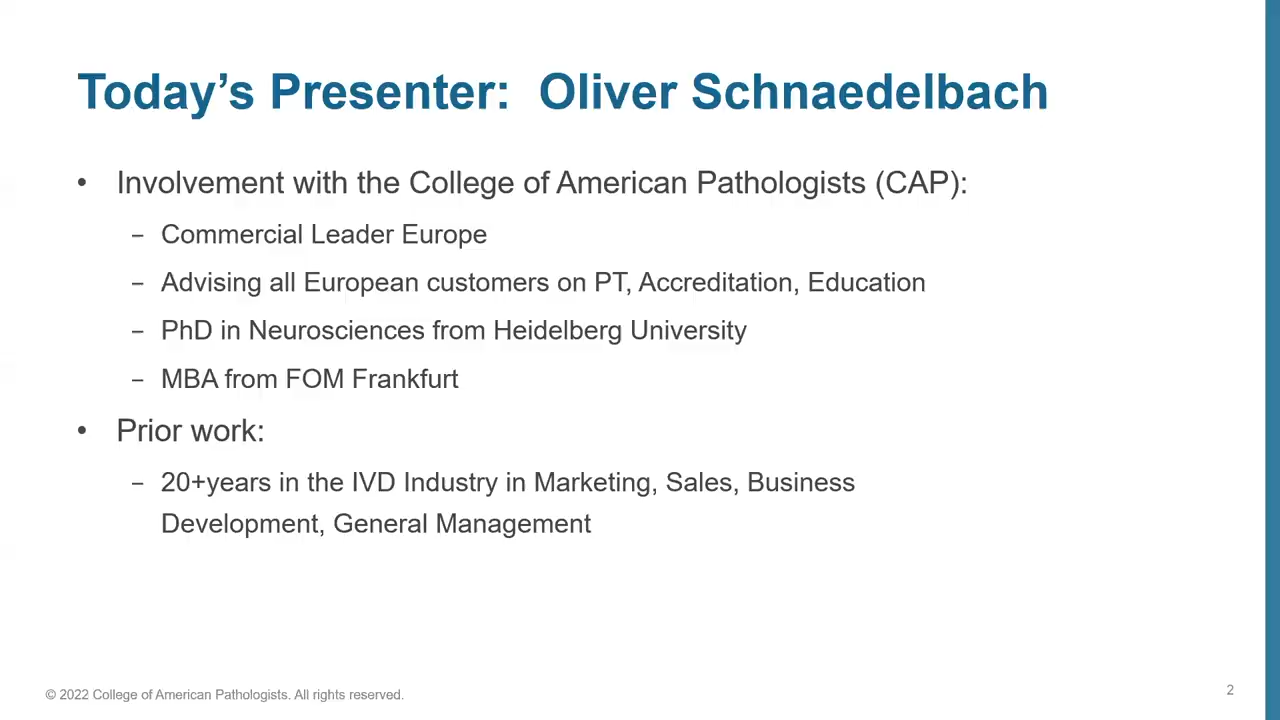 Today’s Presenter:  Oliver Schnaedelbach
• Involvement with the College of American Pathologists (CAP):
– Commercial Leader Europe
– Advising all European customers on PT, Accreditation, Education
– PhD in Neurosciences from Heidelberg University
– MBA from FOM Frankfurt
• Prior work:
– 20+years in the IVD Industry in Marketing, Sales, Business
Development, General Management
© 2022 College of American Pathologists. All rights reserved.
2